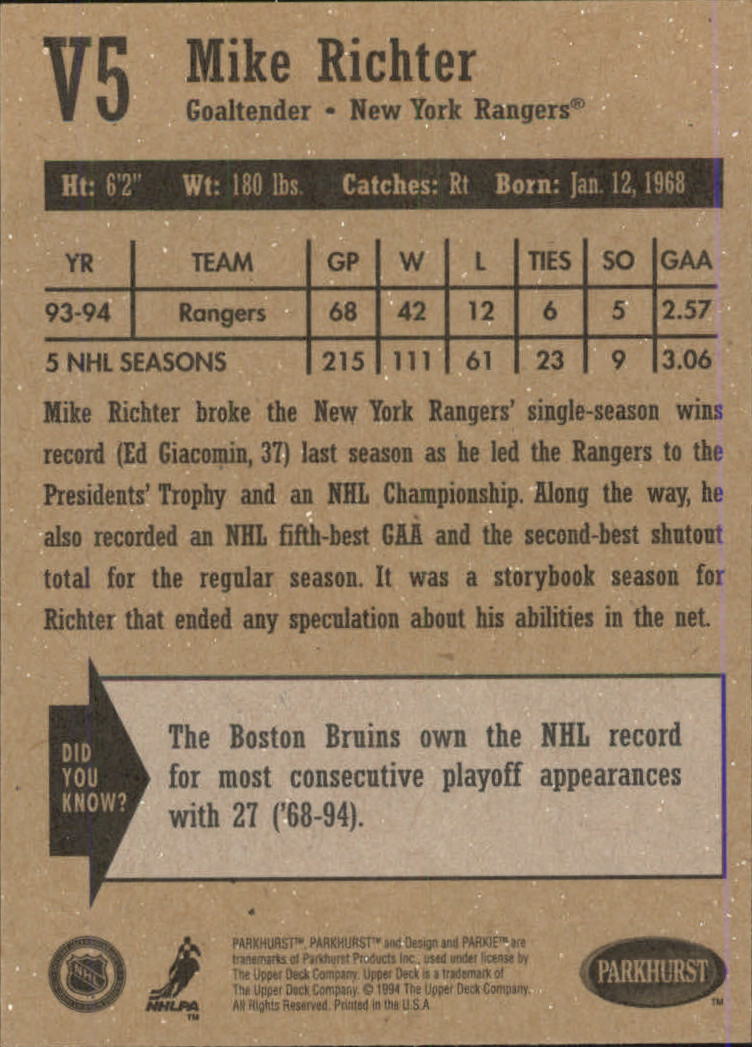 V5 Mike Richter
Goaltender • New York Rangers®
Ht: 6'2" Wt: 180 lbs. Catches: Rt Born: Jan. 12, 1968
YR TEAM GP W L TIES SO GAA
93-94 Rangers 68 42 12 6 5 2.57
5 NHL SEASONS 215 111 61 23 9 3.06
Mike Richter broke the New York Rangers' single-season wins
record (Ed Giacomin, 37) last season as he led the Rangers to the
Presidents' Trophy and an NHL Championship. Along the way, he
also recorded an NHL fifth-best GAA and the second-best shutout
total for the regular season. It was a storybook season for
Richter that ended any speculation about his abilities in the net.
DID
YOU
KNOW?
The Boston Bruins own the NHL record
for most consecutive playoff appearances
with 27 ('68-94).
NHL
NHLPA
TM
PARKHURST™, PARKHURST™ and Design and PARKIE™ are
tramemarks of Parkhurst Products Inc., used under license by
The Upper Deck Company. Upper Deck is a trademark of
The Upper Deck Company. © 1994 The Upper Deck Company.
All Rights Reserved. Printed in the U.S.A.
PARKHURST
TM